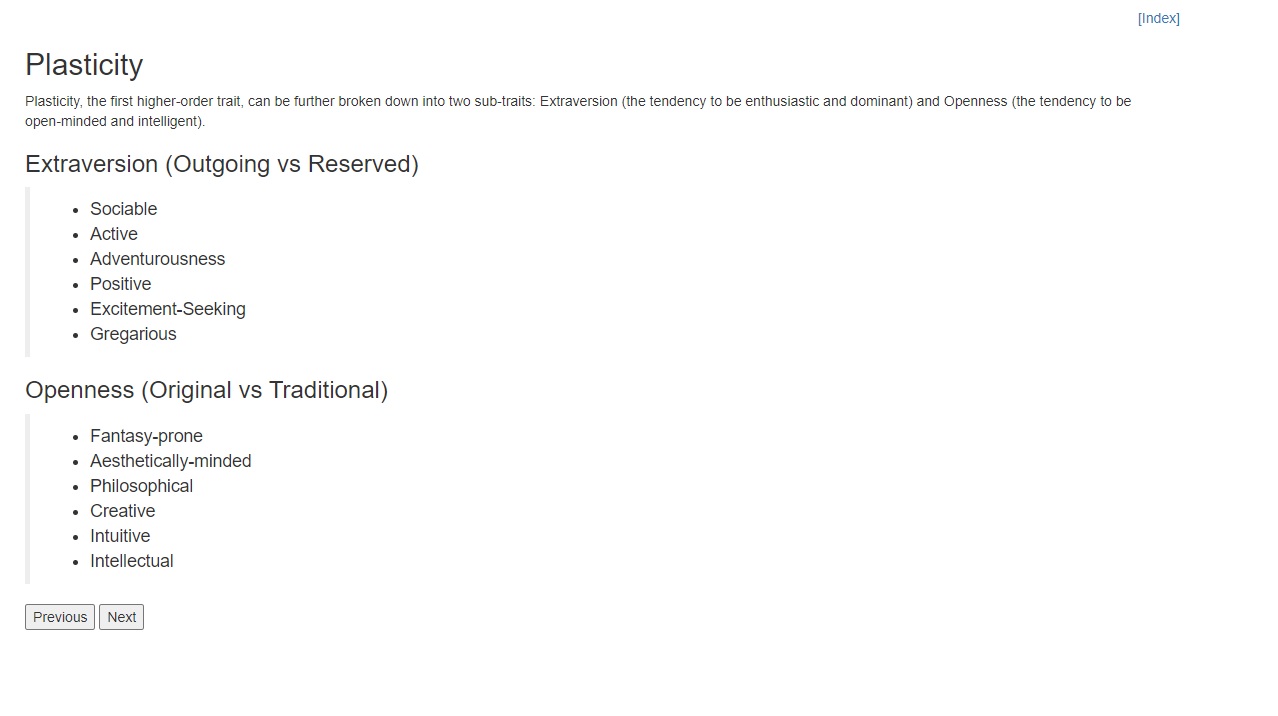 [Index]
Plasticity
Plasticity, the first higher-order trait, can be further broken down into two sub-traits: Extraversion (the tendency to be enthusiastic and dominant) and Openness (the tendency to be
open-minded and intelligent).
Extraversion (Outgoing vs Reserved)
• Sociable
• Active
• Adventurousness
• Positive
• Excitement-Seeking
• Gregarious
Openness (Original vs Traditional)
• Fantasy-prone
• Aesthetically-minded
• Philosophical
• Creative
• Intuitive
• Intellectual
Previous Next